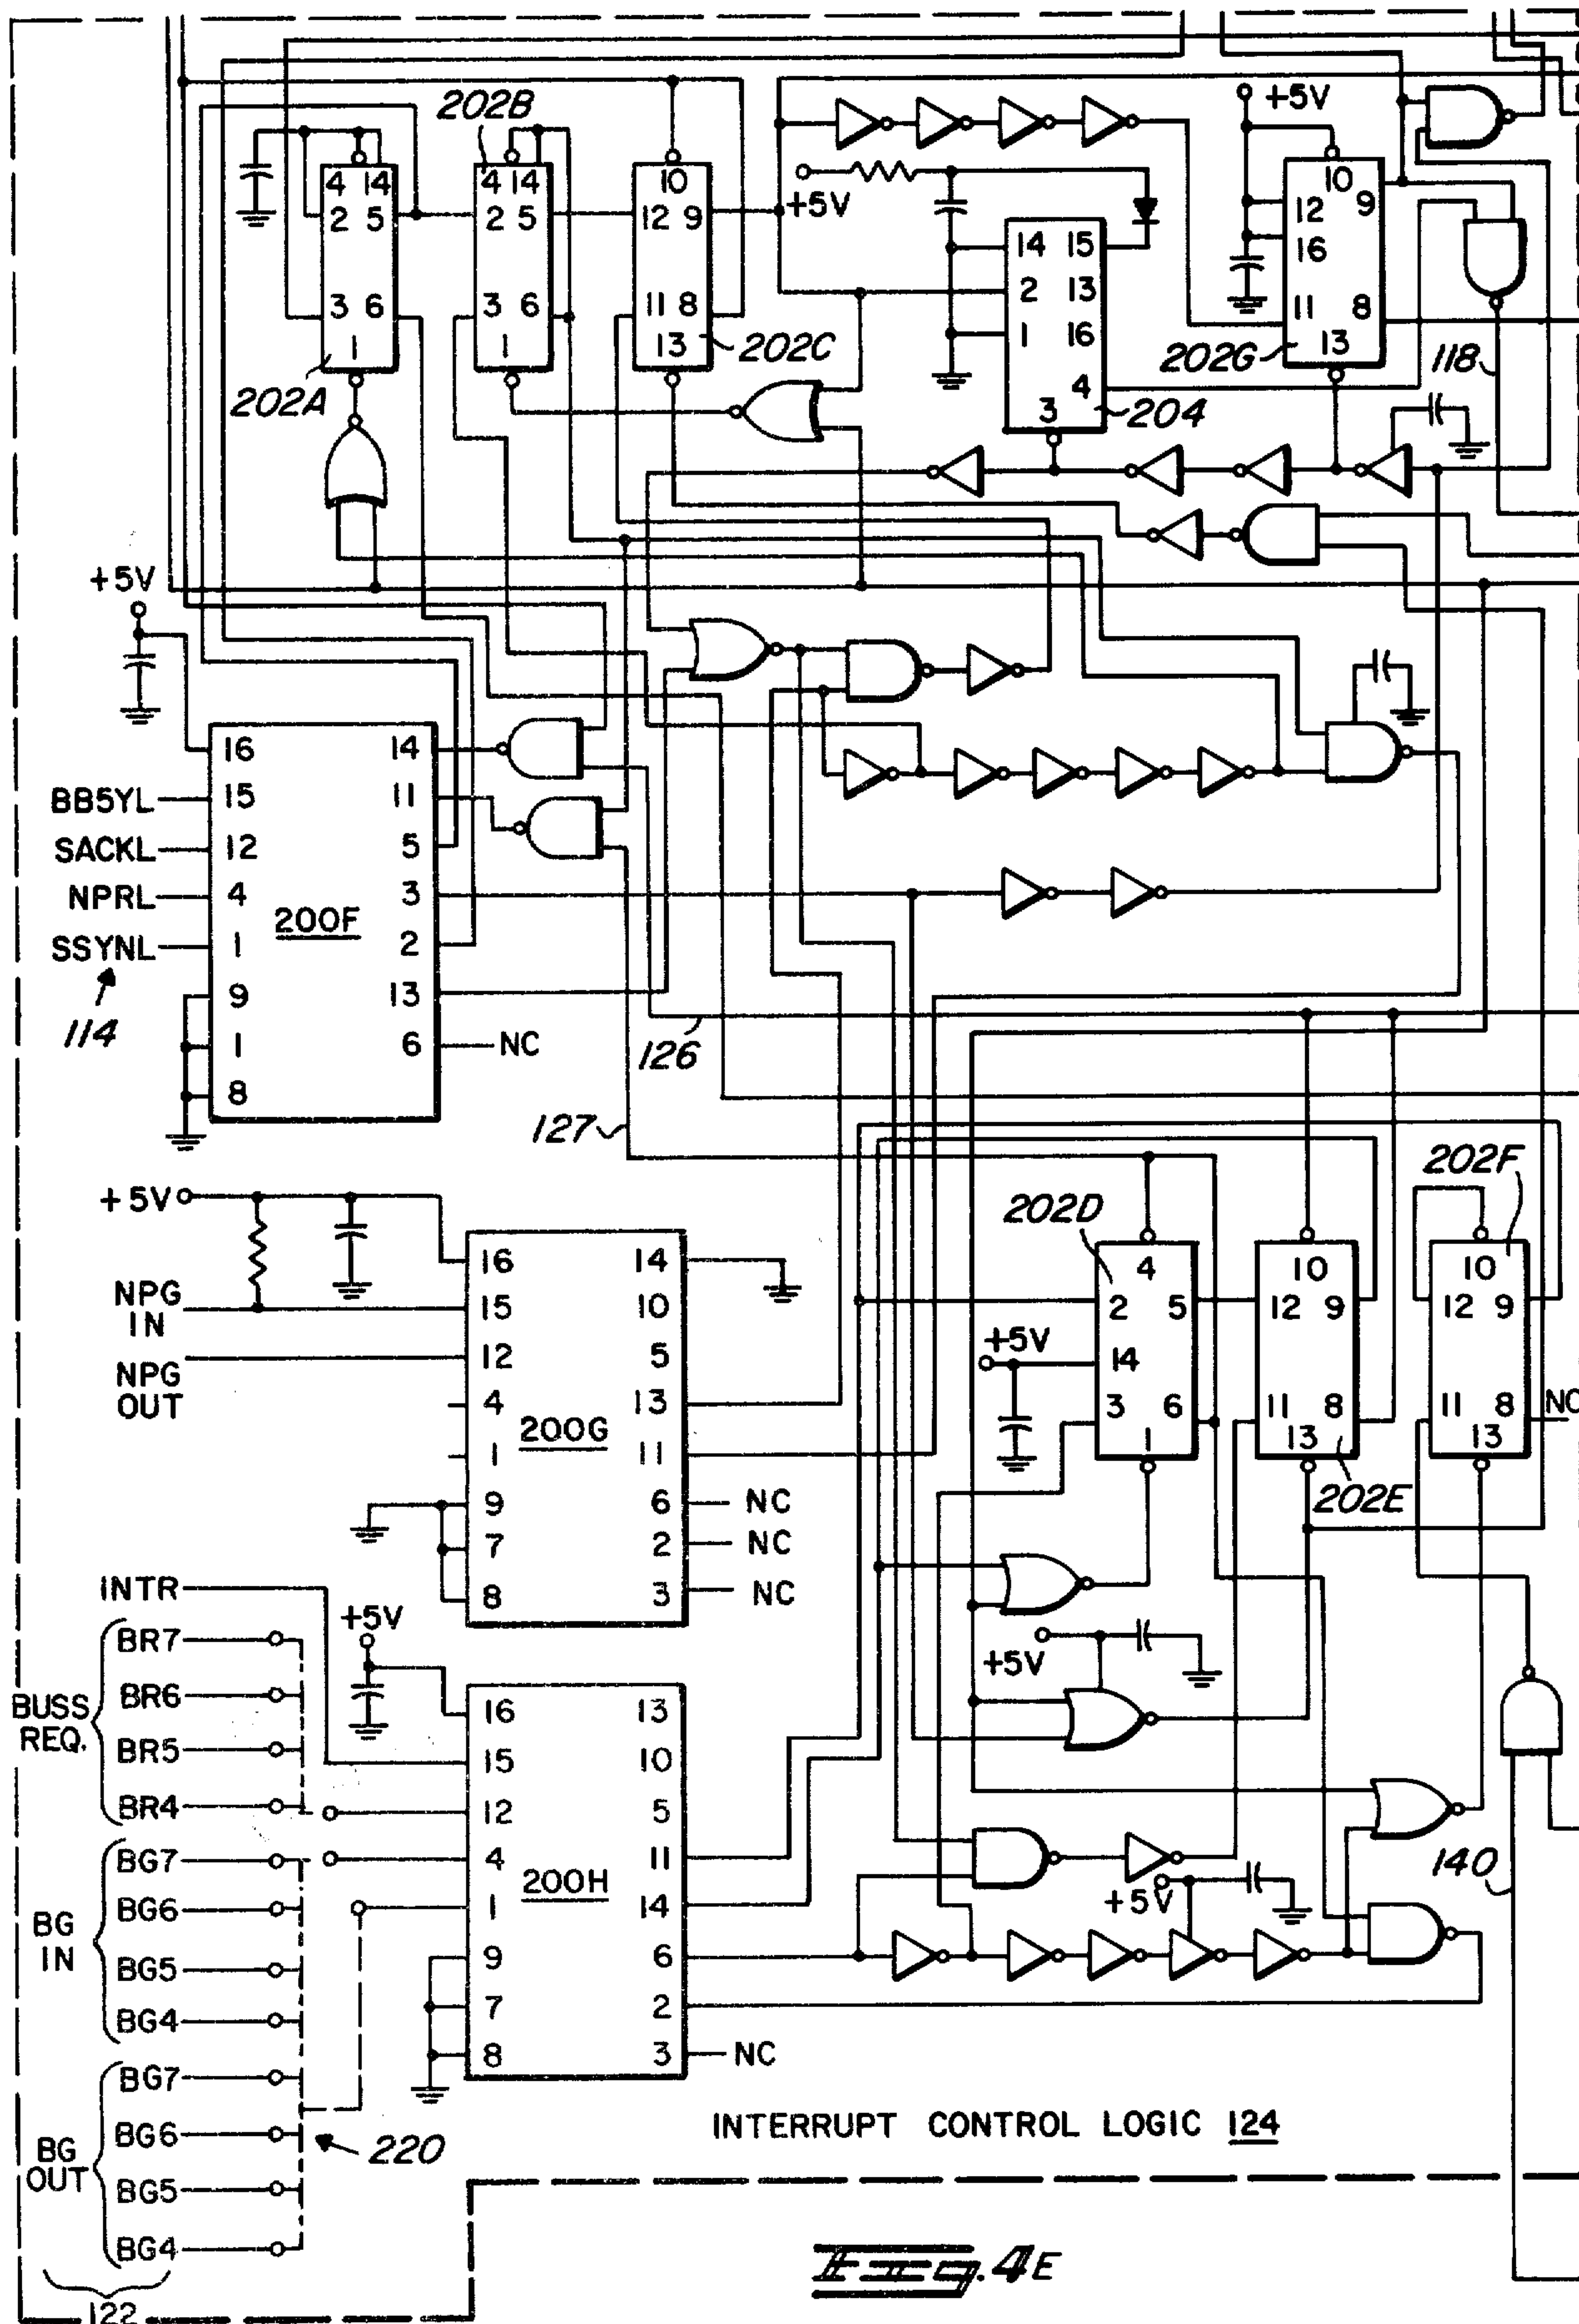 202B
+5V
4 14
2 5
3 6
1
202A
4 14
2 5
3 6
1
10
12 9
11 8
13
202C
+5V
14 15
2 13
1 16
4
3
204
+5V
10
12 9
16
11 8
13
202G
118
+5V
16 14
BB5YL 15 11
SACKL 12 5
NPRL 4 3
200F
SSYNL 1 2
9 13
114
1 6 NC
8
126
127
+5V
16 14
NPG IN 15 10
NPG OUT 12 5
4 13
200G
1 11
9 6 NC
7 2 NC
8 3 NC
202D
4
2 5
+5V
14
3 6
1
10
12 9
11 8
13
202E
202F
10
12 9
11 8 NC
13
INTR
+5V
BUSS REQ.
BR7
BR6
BR5
BR4
BG IN
BG7
BG6
BG5
BG4
BG OUT
BG7
BG6
BG5
BG4
122
220
16 13
15 10
12 5
4 11
200H
1 14
9 6
7 2
8 3 NC
+5V
+5V
140
INTERRUPT CONTROL LOGIC 124
Fig. 4E